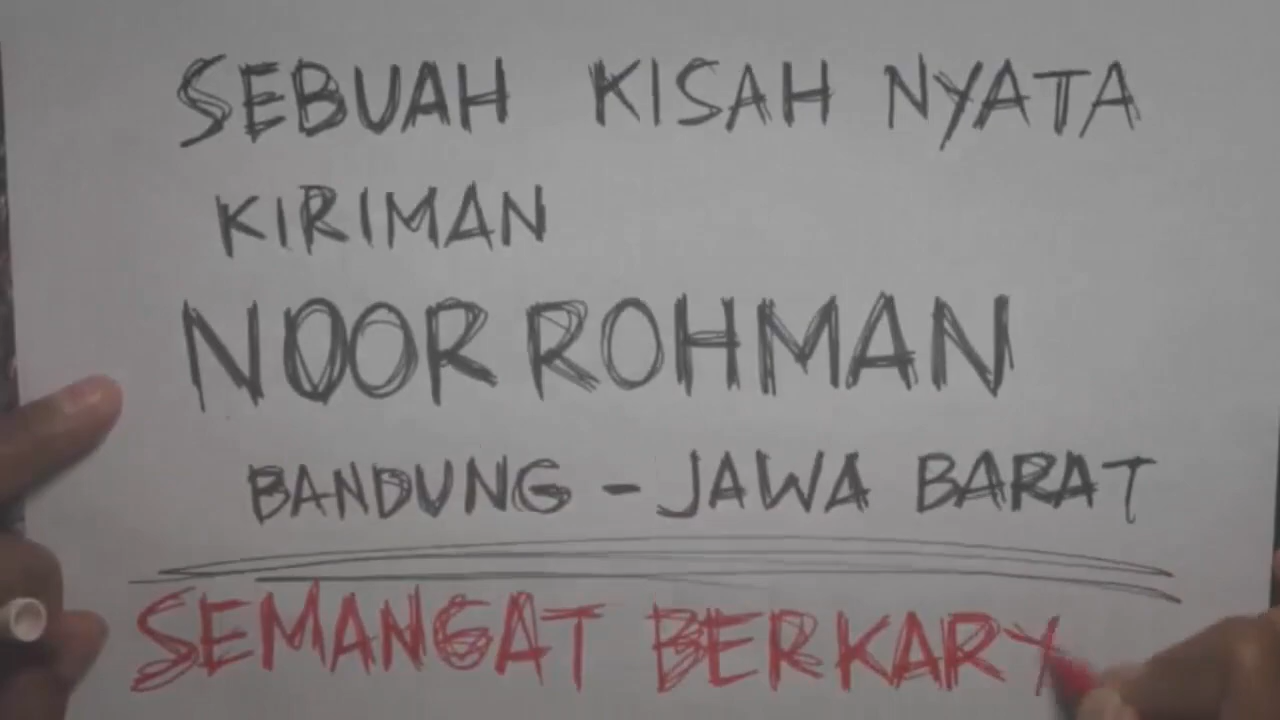 SEBUAH KISAH NYATA
KIRIMAN
NOOR ROHMAN
BANDUNG - JAWA BARAT
SEMANGAT BERKARY